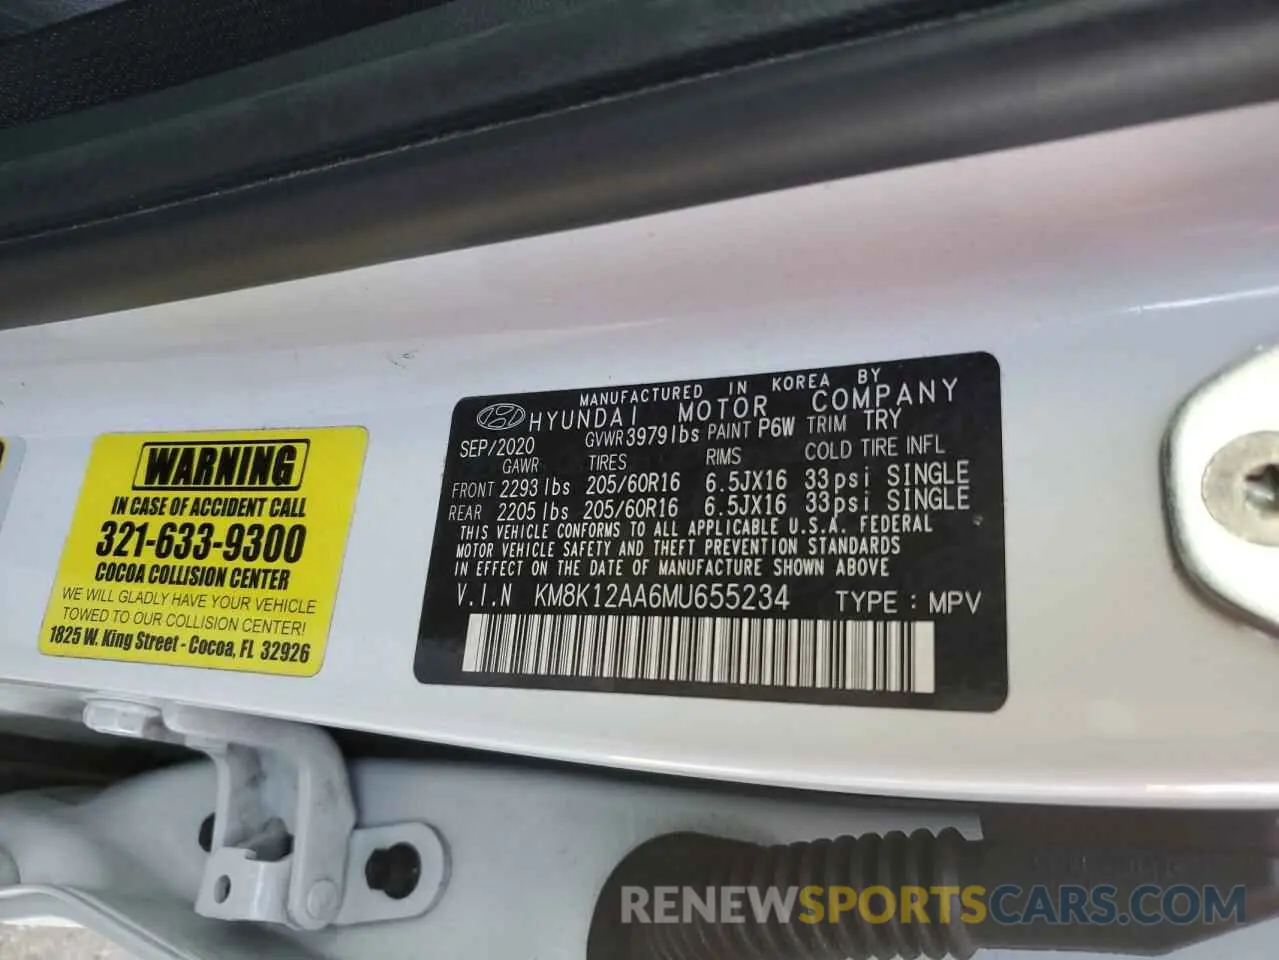 WARNING
IN CASE OF ACCIDENT CALL
321-633-9300
COCOA COLLISION CENTER
WE WILL GLADLY HAVE YOUR VEHICLE
TOWED TO OUR COLLISION CENTER!
1825 W. King Street - Cocoa, FL 32926
MANUFACTURED IN KOREA BY
HYUNDAI MOTOR COMPANY
SEP/2020 GVWR 3979lbs PAINT P6W TRIM TRY
GAWR TIRES RIMS COLD TIRE INFL
FRONT 2293lbs 205/60R16 6.5JX16 33psi SINGLE
REAR 2205lbs 205/60R16 6.5JX16 33psi SINGLE
THIS VEHICLE CONFORMS TO ALL APPLICABLE U.S.A. FEDERAL
MOTOR VEHICLE SAFETY AND THEFT PREVENTION STANDARDS
IN EFFECT ON THE DATE OF MANUFACTURE SHOWN ABOVE
V.I.N KM8K12AA6MU655234 TYPE : MPV
RENEWSPORTSCARS.COM